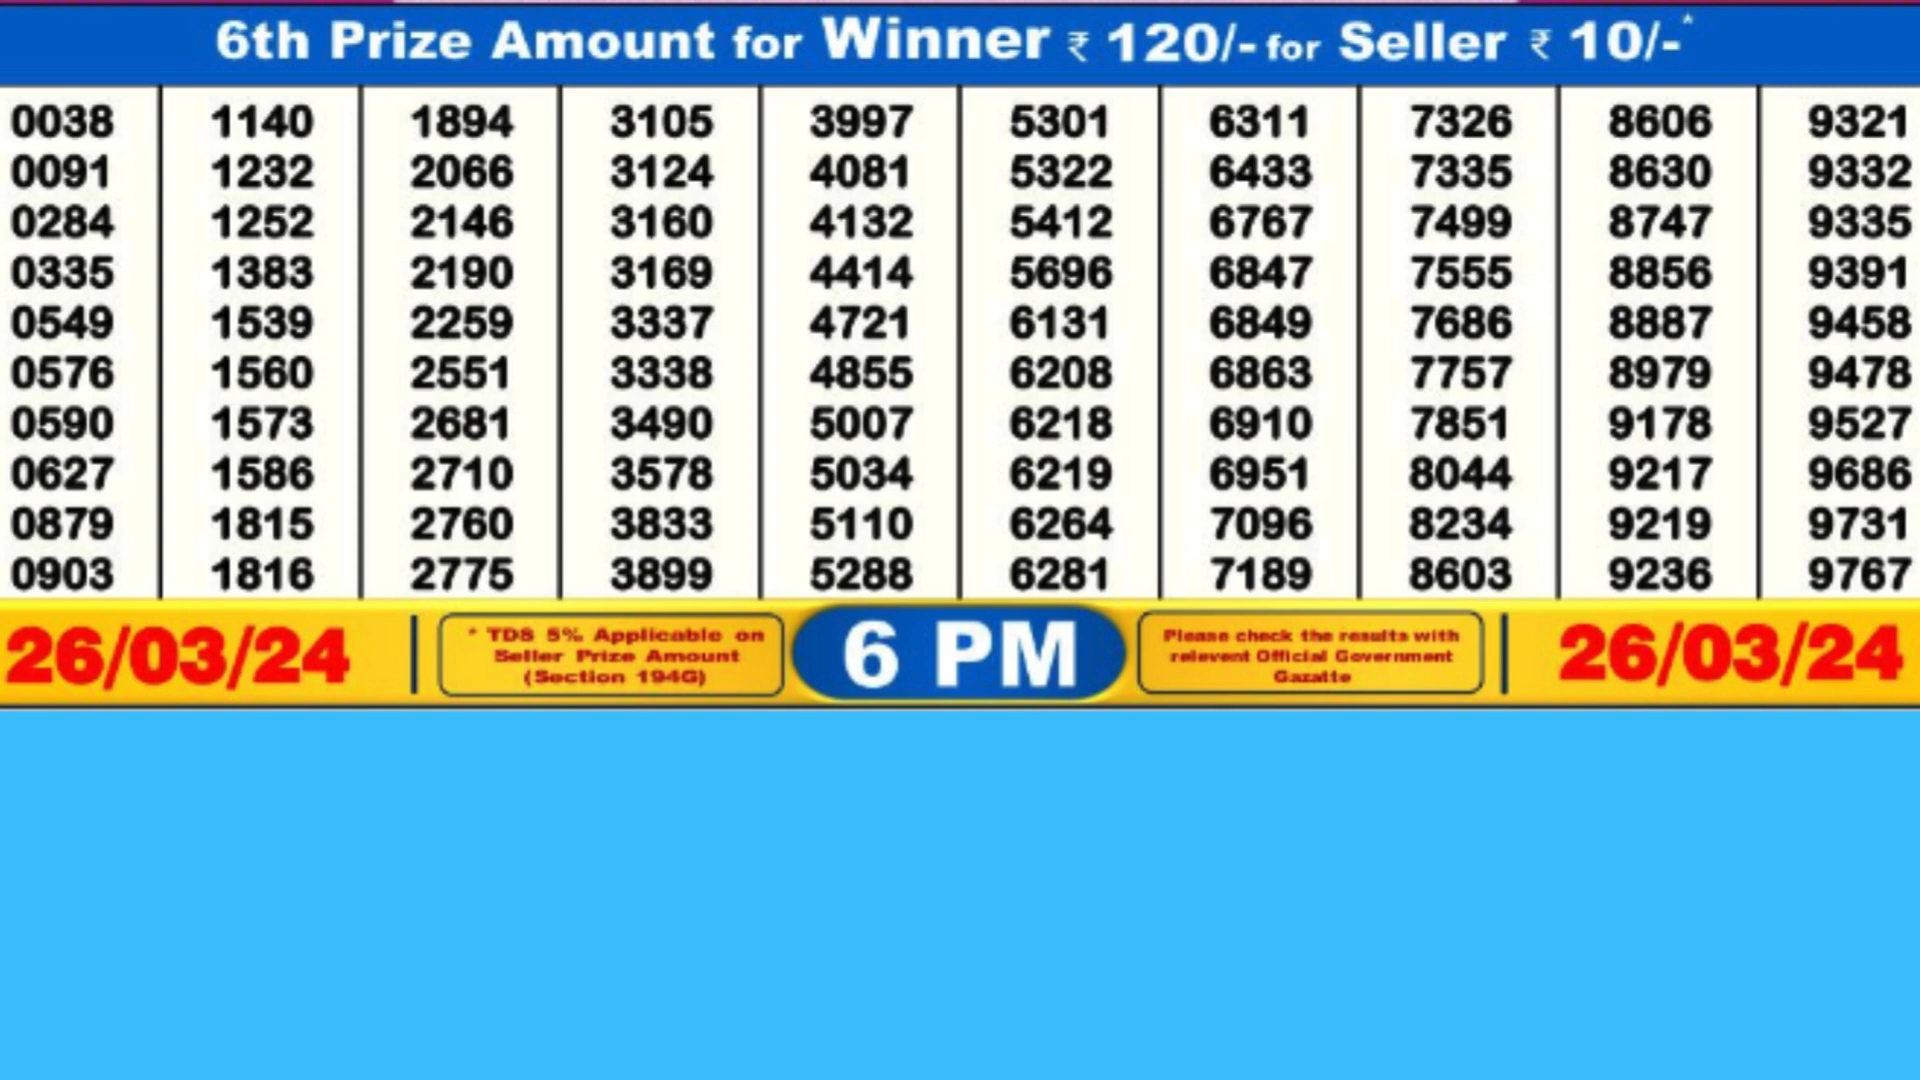 6th Prize Amount for Winner ₹ 120/- for Seller ₹ 10/-*
0038 1140 1894 3105 3997 5301 6311 7326 8606 9321
0091 1232 2066 3124 4081 5322 6433 7335 8630 9332
0284 1252 2146 3160 4132 5412 6767 7499 8747 9335
0335 1383 2190 3169 4414 5696 6847 7555 8856 9391
0549 1539 2259 3337 4721 6131 6849 7686 8887 9458
0576 1560 2551 3338 4855 6208 6863 7757 8979 9478
0590 1573 2681 3490 5007 6218 6910 7851 9178 9527
0627 1586 2710 3578 5034 6219 6951 8044 9217 9686
0879 1815 2760 3833 5110 6264 7096 8234 9219 9731
0903 1816 2775 3899 5288 6281 7189 8603 9236 9767
26/03/24
* TDS 5% Applicable on
Seller Prize Amount
(Section 194G)
6 PM
Please check the results with
relevent Official Government
Gazatte
26/03/24